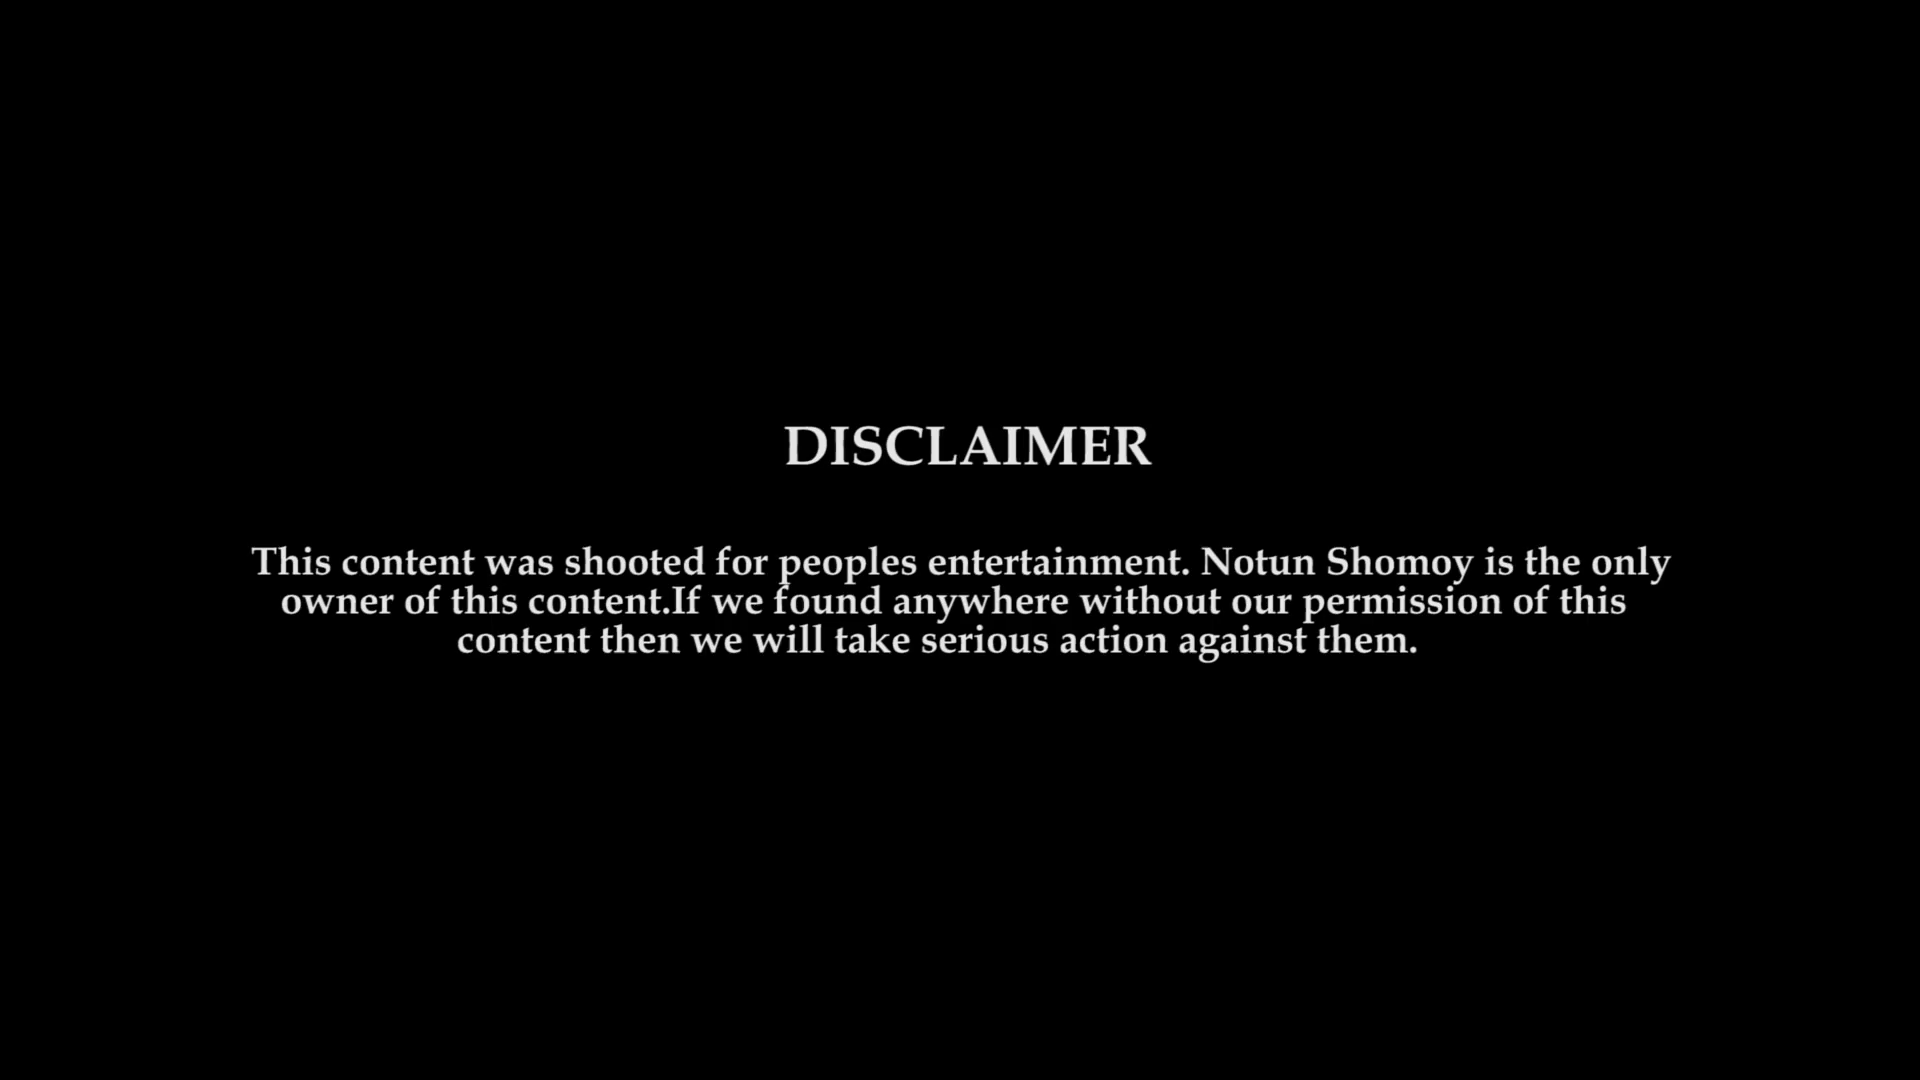 DISCLAIMER
This content was shooted for peoples entertainment. Notun Shomoy is the only
owner of this content.If we found anywhere without our permission of this
content then we will take serious action against them.